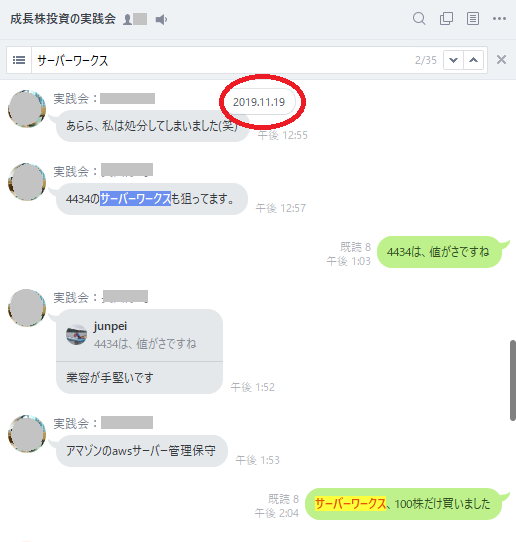 成長株投資の実践会
サーバーワークス
2/35
2019.11.19
実践会：
あらら、私は処分してしまいました(笑)
午後 12:55
実践会：
4434のサーバーワークスも狙ってます。
午後 12:57
既読 8
午後 1:03
4434は、値がさですね
実践会：
junpei
4434は、値がさですね
業容が手堅いです
午後 1:52
実践会：
アマゾンのawsサーバー管理保守
午後 1:53
既読 8
午後 2:04
サーバーワークス、100株だけ買いました